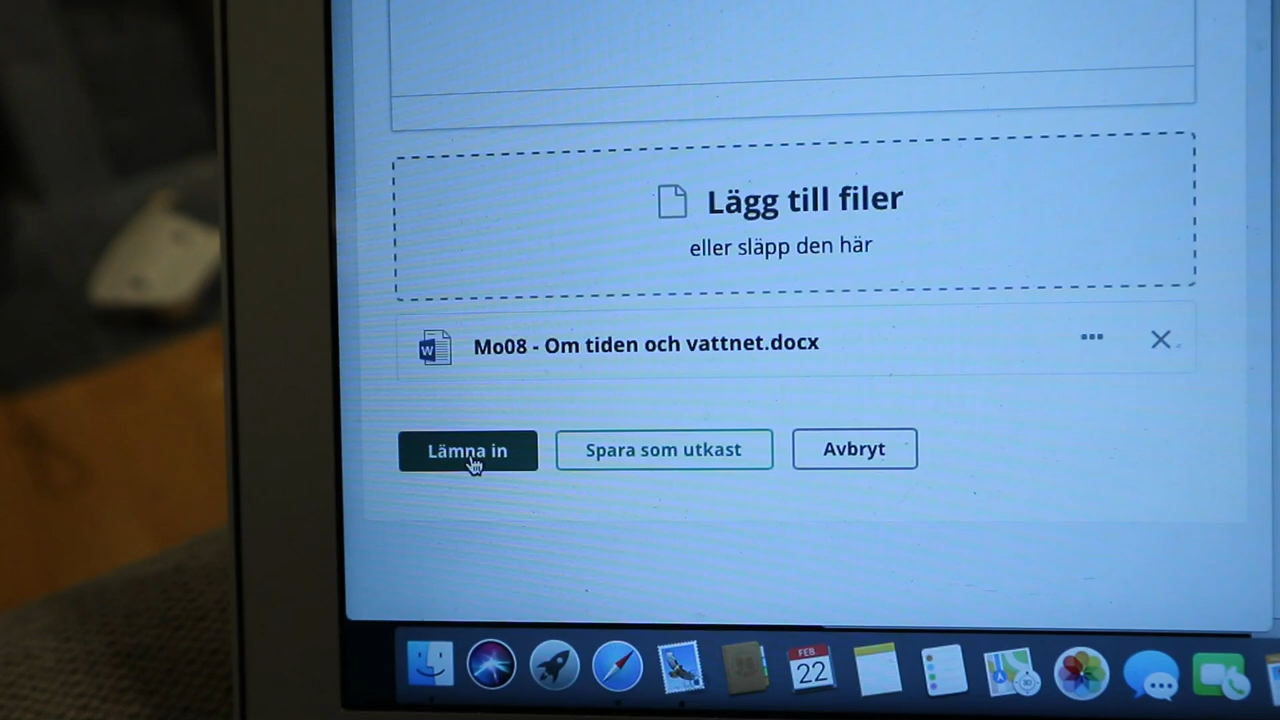 Lägg till filer
eller släpp den här
W Mo08 - Om tiden och vattnet.docx
Lämna in Spara som utkast Avbryt
FEB.
22
3D